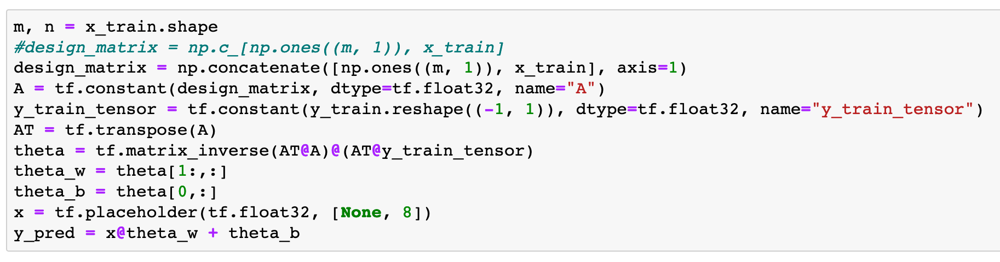 m, n = x_train.shape
#design_matrix = np.c_[np.ones((m, 1)), x_train]
design_matrix = np.concatenate([np.ones((m, 1)), x_train], axis=1)
A = tf.constant(design_matrix, dtype=tf.float32, name="A")
y_train_tensor = tf.constant(y_train.reshape((-1, 1)), dtype=tf.float32, name="y_train_tensor")
AT = tf.transpose(A)
theta = tf.matrix_inverse(AT@A)@(AT@y_train_tensor)
theta_w = theta[1:,:]
theta_b = theta[0,:]
x = tf.placeholder(tf.float32, [None, 8])
y_pred = x@theta_w + theta_b